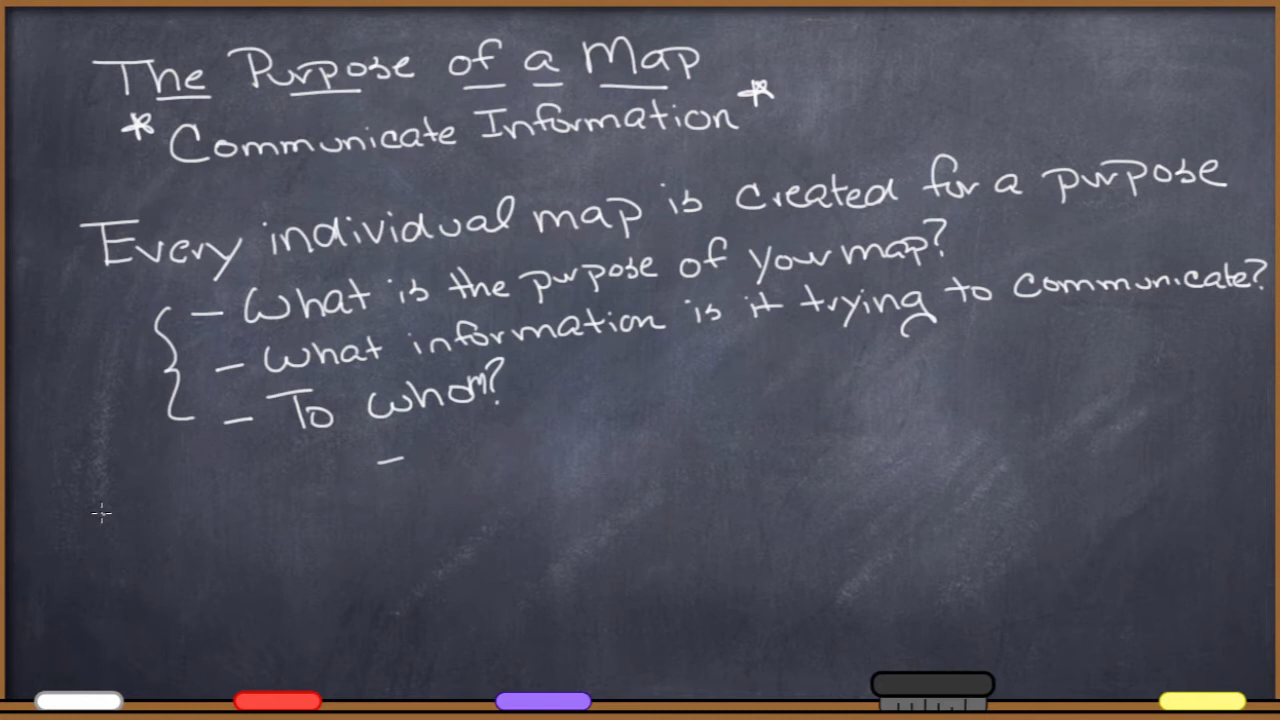 The Purpose of a Map
* Communicate Information *
Every individual map is created for a purpose
- What is the purpose of your map?
- What information is it trying to communicate?
- To whom?
-